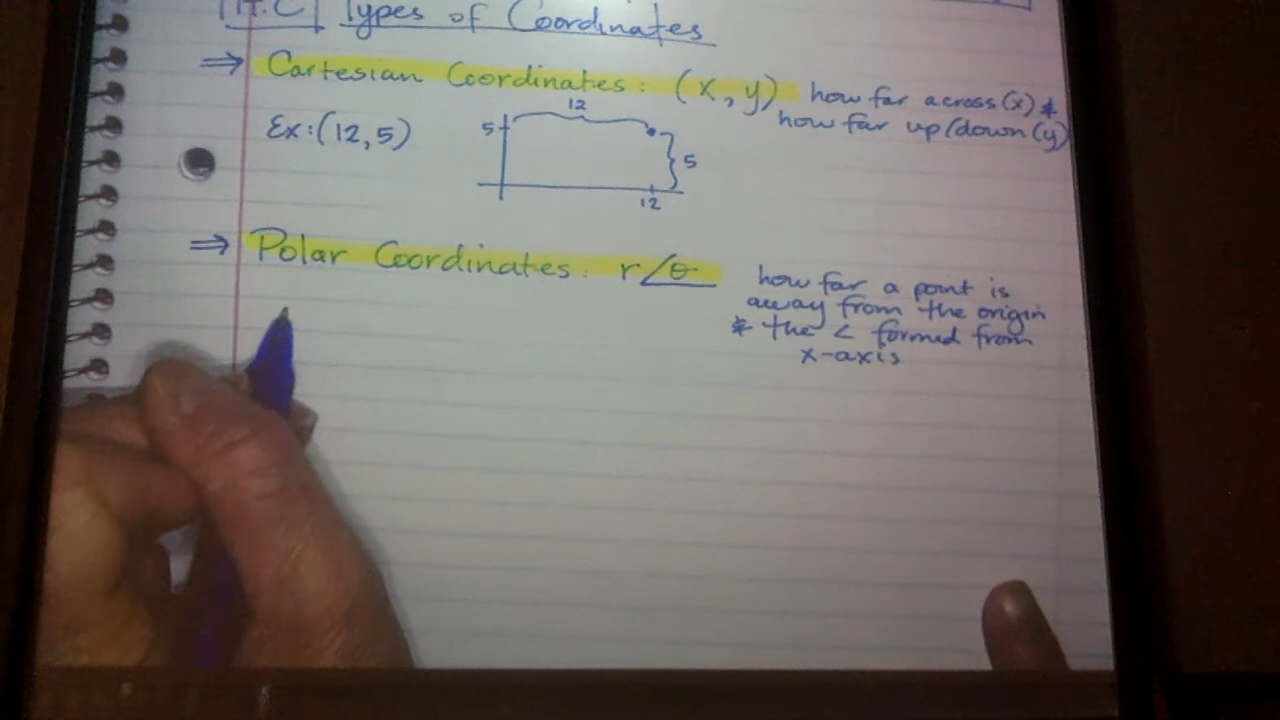 Types of Coordinates
⇒ Cartesian Coordinates: (x, y) how far across (x) &
how far up/down (y)
Ex: (12, 5)
12
5
5
12
⇒ Polar Coordinates: r∠θ
how far a point is
away from the origin
& the ∠ formed from
x-axis